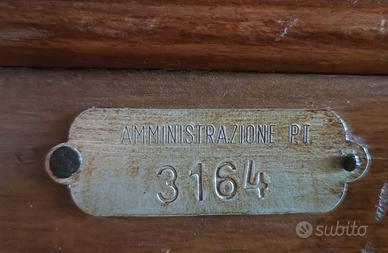 AMMINISTRAZIONE P.T.
3164
subito